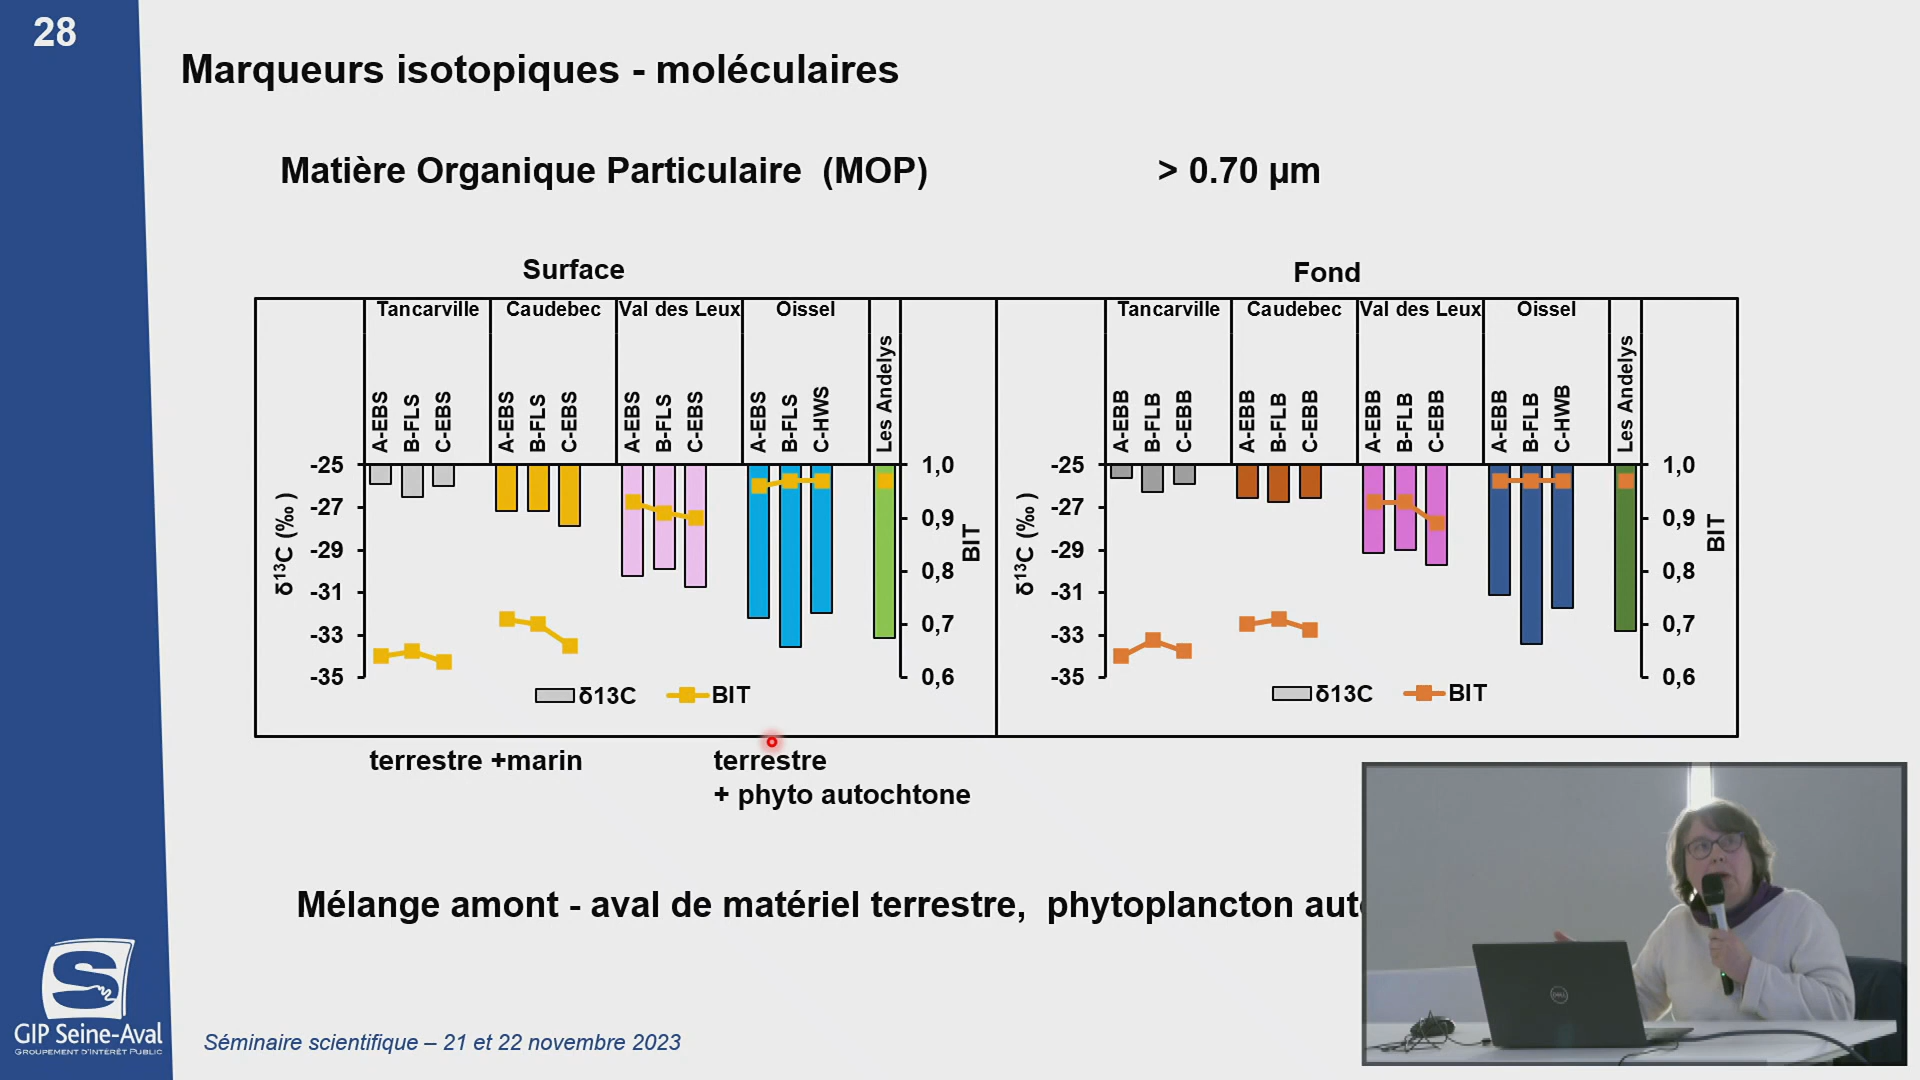 28
Marqueurs isotopiques - moléculaires
Matière Organique Particulaire (MOP) > 0.70 µm
Surface
Tancarville Caudebec Val des Leux Oissel Les Andelys
A-EBS B-FLS C-EBS A-EBS B-FLS C-EBS A-EBS B-FLS C-EBS A-EBS B-FLS C-HWS
δ¹³C (‰)
-25
-27
-29
-31
-33
-35
1,0
0,9
0,8
0,7
0,6
BIT
δ13C BIT
Fond
Tancarville Caudebec Val des Leux Oissel Les Andelys
A-EBB B-FLB C-EBB A-EBB B-FLB C-EBB A-EBB B-FLB C-EBB A-EBB B-FLB C-HWB
δ¹³C (‰)
-25
-27
-29
-31
-33
-35
1,0
0,9
0,8
0,7
0,6
BIT
δ13C BIT
terrestre +marin
terrestre
+ phyto autochtone
Mélange amont - aval de matériel terrestre, phytoplancton aut
GIP Seine-Aval
GROUPEMENT D'INTÉRÊT PUBLIC
Séminaire scientifique – 21 et 22 novembre 2023
DELL